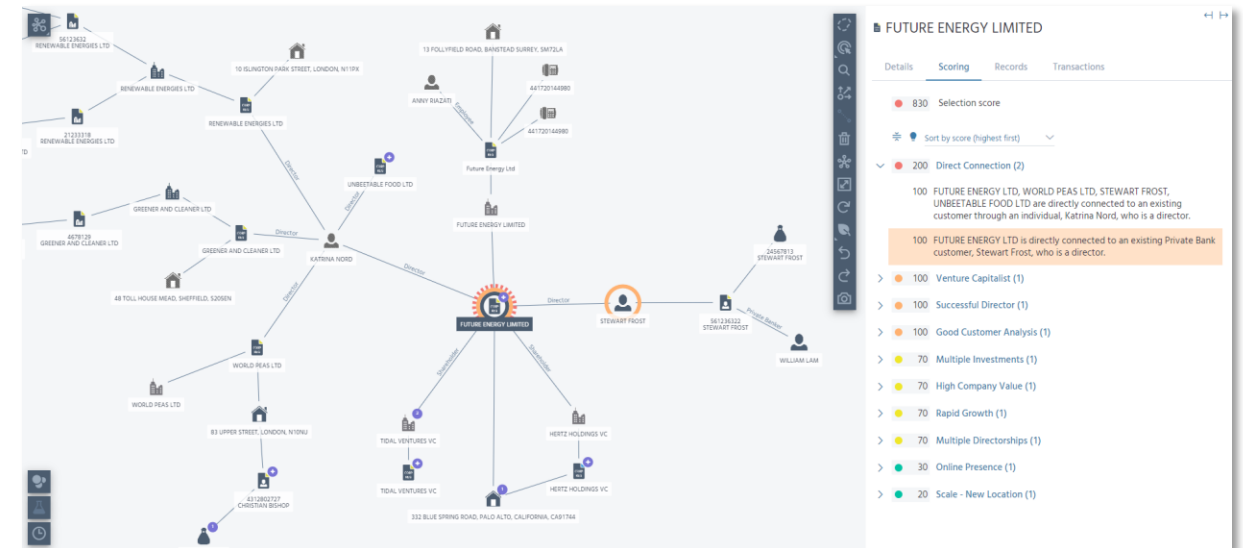 56123632
RENEWABLE ENERGIES LTD
RENEWABLE ENERGIES LTD
10 ISLINGTON PARK STREET, LONDON, N11PX
21233318
RENEWABLE ENERGIES LTD
TD
RENEWABLE ENERGIES LTD
Director
13 FOLLYFIELD ROAD, BANSTEAD SURREY, SM72LA
ANNY RIAZATI
Employee
441720144980
441720144980
Future Energy Ltd
FUTURE ENERGY LIMITED
UNBEETABLE FOOD LTD
Director
GREENER AND CLEANER LTD
4678129
GREENER AND CLEANER LTD
GREENER AND CLEANER LTD
Director
KATRINA NORD
48 TOLL HOUSE MEAD, SHEFFIELD, S20SEN
Director
Director
FUTURE ENERGY LIMITED
Director
STEWART FROST
24567813
STEWART FROST
561236322
STEWART FROST
Private Banker
WILLIAM LAM
WORLD PEAS LTD
WORLD PEAS LTD
83 UPPER STREET, LONDON, N10NU
4312802727
CHRISTIAN BISHOP
Shareholder
Shareholder
TIDAL VENTURES VC
TIDAL VENTURES VC
HERTZ HOLDINGS VC
HERTZ HOLDINGS VC
332 BLUE SPRING ROAD, PALO ALTO, CALIFORNIA, CA91744
FUTURE ENERGY LIMITED
Details Scoring Records Transactions
830 Selection score
Sort by score (highest first)
200 Direct Connection (2)
100 FUTURE ENERGY LTD, WORLD PEAS LTD, STEWART FROST,
UNBEETABLE FOOD LTD are directly connected to an existing
customer through an individual, Katrina Nord, who is a director.
100 FUTURE ENERGY LTD is directly connected to an existing Private Bank
customer, Stewart Frost, who is a director.
100 Venture Capitalist (1)
100 Successful Director (1)
100 Good Customer Analysis (1)
70 Multiple Investments (1)
70 High Company Value (1)
70 Rapid Growth (1)
70 Multiple Directorships (1)
30 Online Presence (1)
20 Scale - New Location (1)